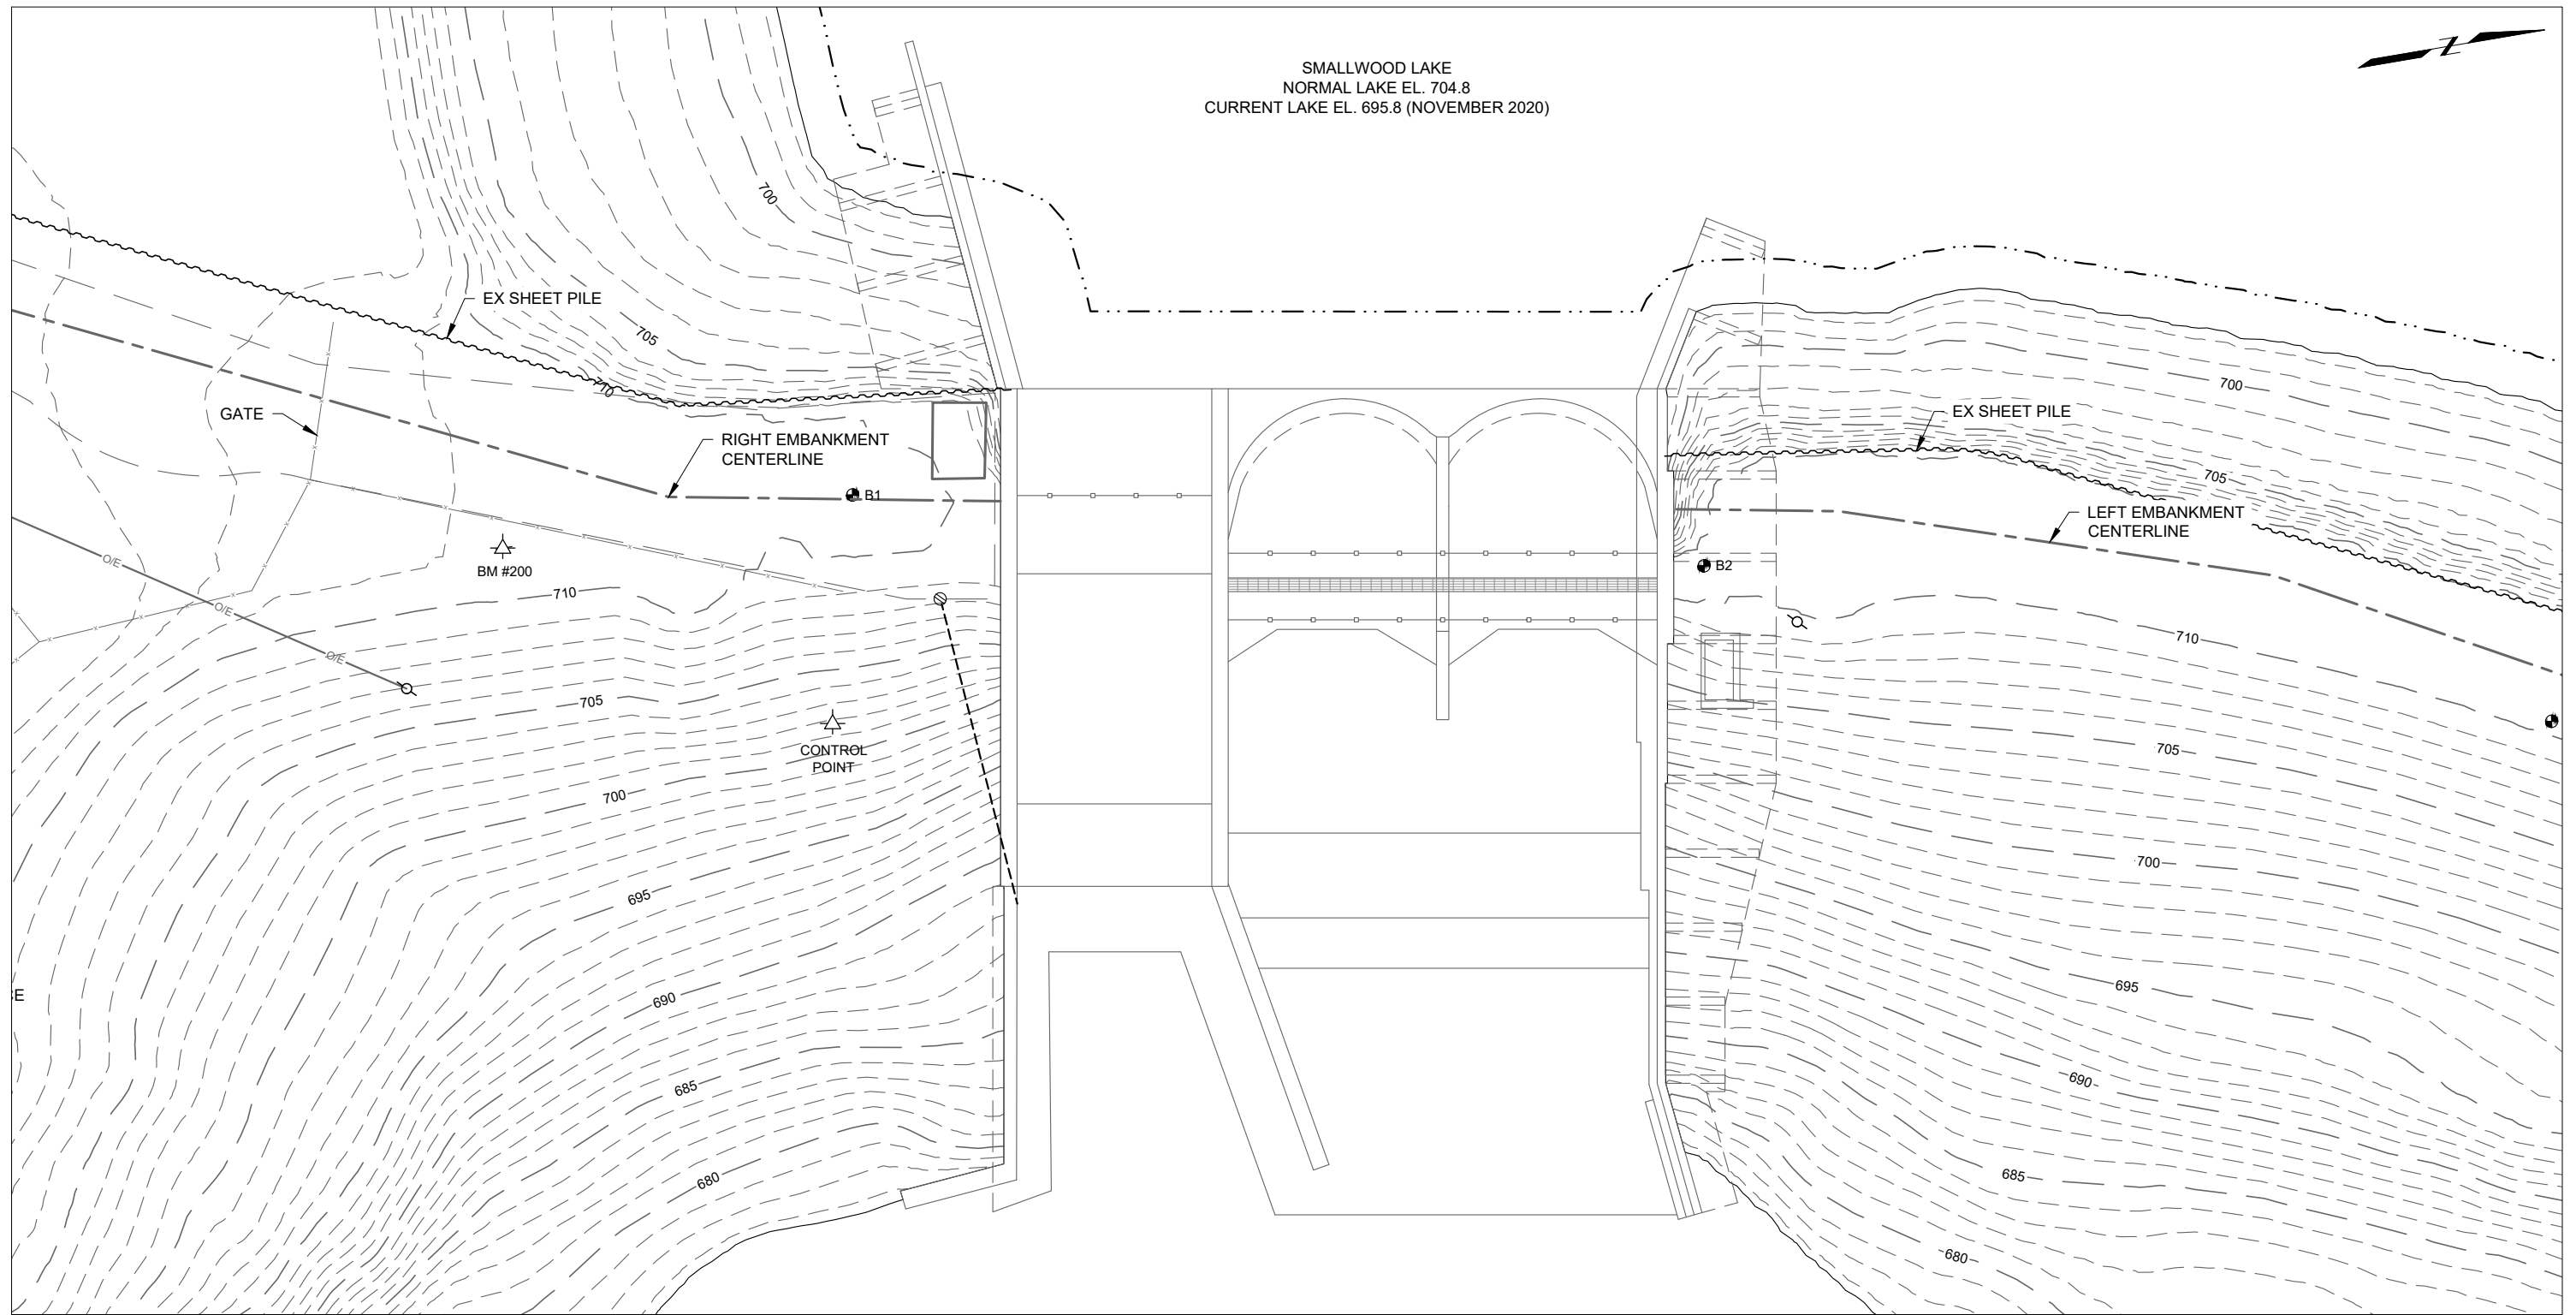 SMALLWOOD LAKE
NORMAL LAKE EL. 704.8
CURRENT LAKE EL. 695.8 (NOVEMBER 2020)
N
700
EX SHEET PILE
705
710
GATE
RIGHT EMBANKMENT
CENTERLINE
B1
BM #200
O/E
O/E
O/E
710
705
CONTROL
POINT
700
695
690
685
680
E
700
EX SHEET PILE
705
LEFT EMBANKMENT
CENTERLINE
B2
710
705
700
695
690
685
680